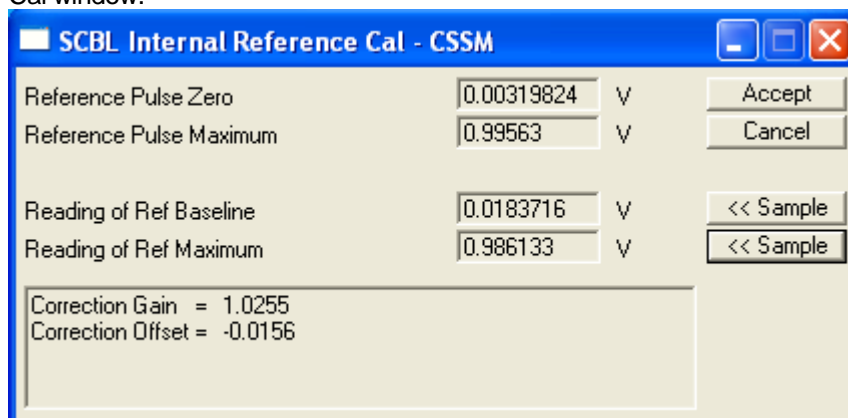 Cal window.
SCBL Internal Reference Cal - CSSM
Reference Pulse Zero 0.00319824 V Accept
Reference Pulse Maximum 0.99563 V Cancel
Reading of Ref Baseline 0.0183716 V << Sample
Reading of Ref Maximum 0.986133 V << Sample
Correction Gain = 1.0255
Correction Offset = -0.0156